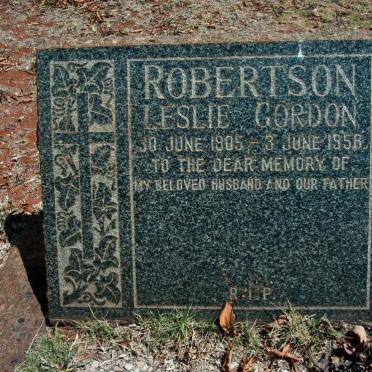 ROBERTSON
LESLIE GORDON
30 JUNE 1905 - 3 JUNE 1958
TO THE DEAR MEMORY OF
MY BELOVED HUSBAND AND OUR FATHER
R.I.P.